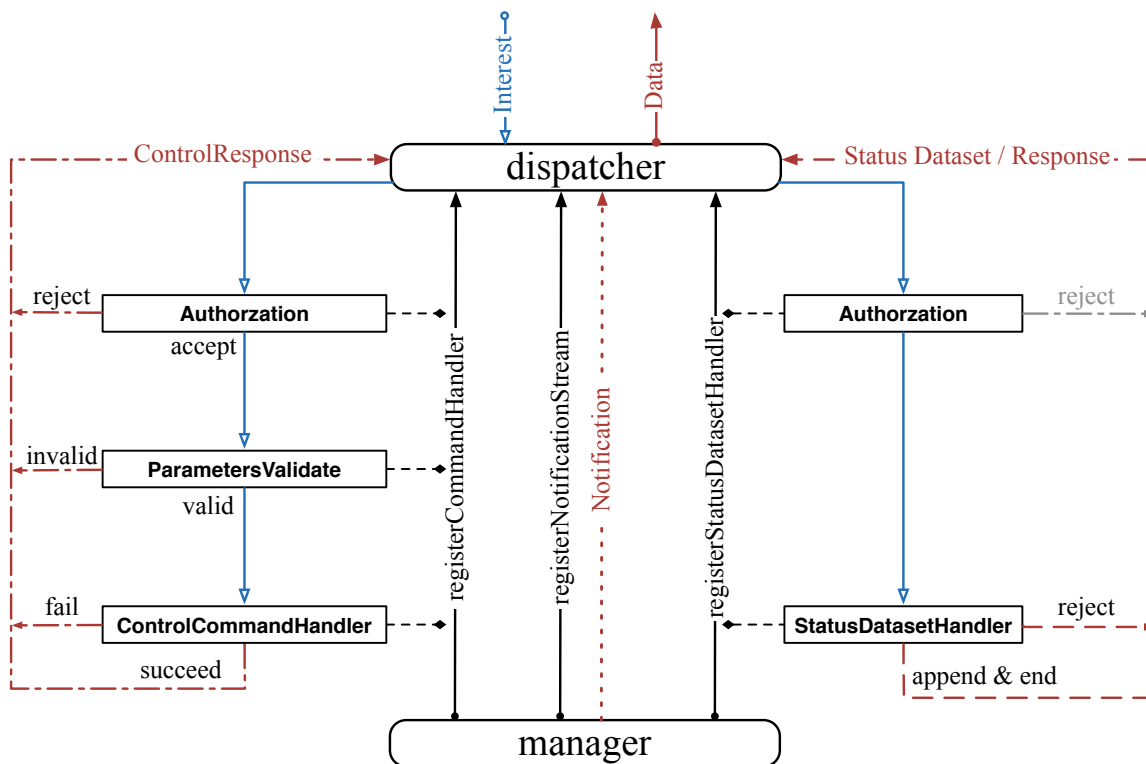 Interest
Data
ControlResponse
Status Dataset / Response
dispatcher
reject
Authorzation
accept
Authorzation
reject
invalid
ParametersValidate
valid
registerCommandHandler
registerNotificationStream
Notification
registerStatusDatasetHandler
fail
ControlCommandHandler
succeed
StatusDatasetHandler
reject
append & end
manager